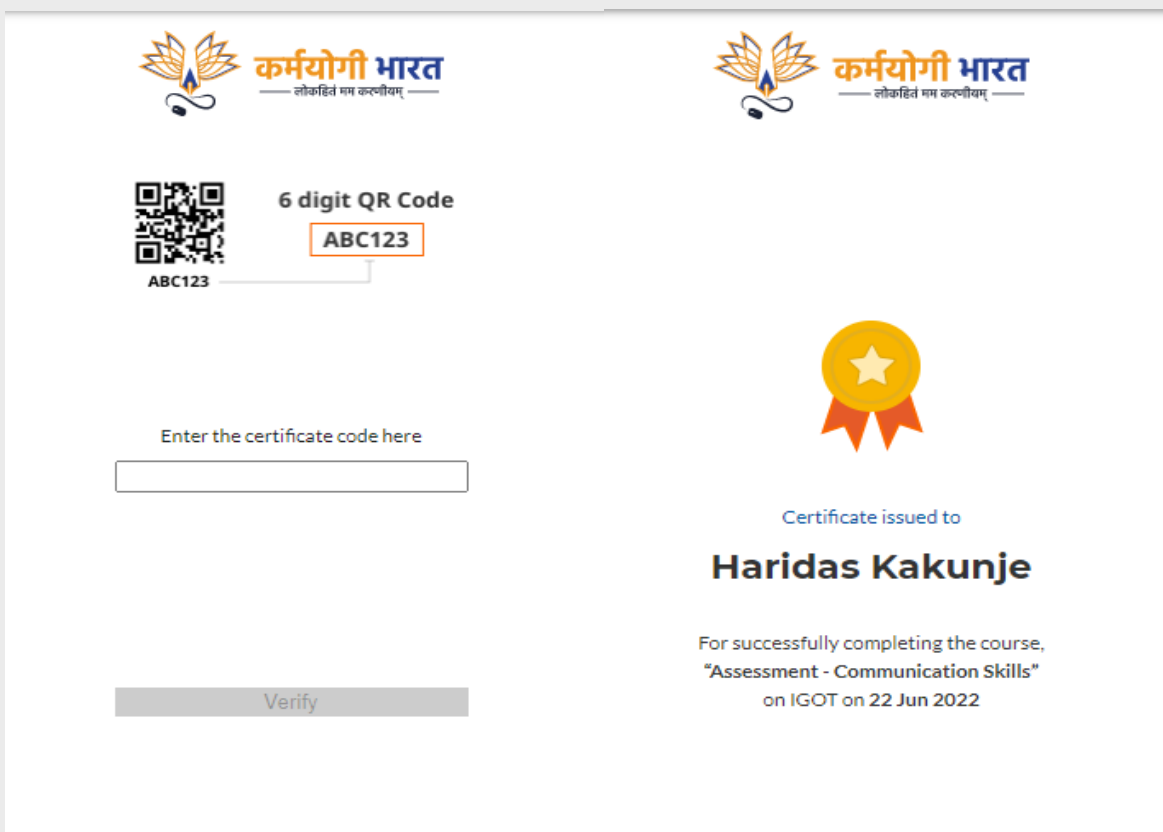 कर्मयोगी भारत
लोकहितं मम करणीयम्
6 digit QR Code
ABC123
ABC123
Enter the certificate code here
Verify
कर्मयोगी भारत
लोकहितं मम करणीयम्
Certificate issued to
Haridas Kakunje
For successfully completing the course,
“Assessment - Communication Skills”
on IGOT on 22 Jun 2022